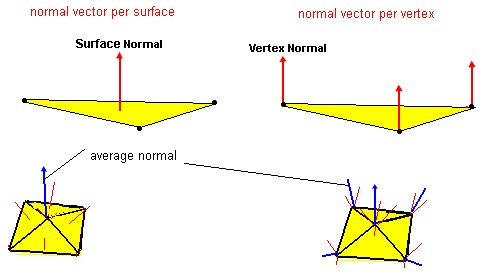 normal vector per surface
normal vector per vertex
Surface Normal
Vertex Normal
average normal